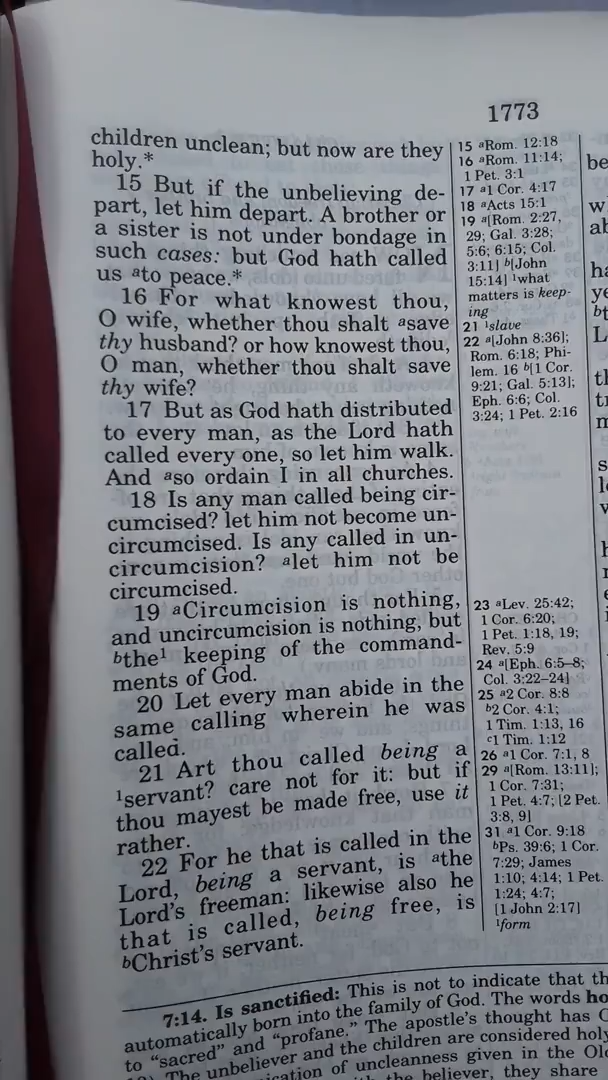 1773
children unclean; but now are they
holy.*
15 But if the unbelieving de-
part, let him depart. A brother or
a sister is not under bondage in
such cases: but God hath called
us ᵃto peace.*
16 For what knowest thou,
O wife, whether thou shalt ᵃsave
thy husband? or how knowest thou,
O man, whether thou shalt save
thy wife?
17 But as God hath distributed
to every man, as the Lord hath
called every one, so let him walk.
And ᵃso ordain I in all churches.
18 Is any man called being cir-
cumcised? let him not become un-
circumcised. Is any called in un-
circumcision? ᵃlet him not be
circumcised.
19 ᵃCircumcision is nothing,
and uncircumcision is nothing, but
ᵇthe¹ keeping of the command-
ments of God.
20 Let every man abide in the
same calling wherein he was
called.
21 Art thou called being a
¹servant? care not for it: but if
thou mayest be made free, use it
rather.
22 For he that is called in the
Lord, being a servant, is ᵃthe
Lord's freeman: likewise also he
that is called, being free, is
ᵇChrist's servant.
15 ᵃRom. 12:18
16 ᵃRom. 11:14;
1 Pet. 3:1
17 ᵃ1 Cor. 4:17
18 ᵃActs 15:1
19 ᵃ[Rom. 2:27,
29; Gal. 3:28;
5:6; 6:15; Col.
3:11] ᵇ[John
15:14] ¹what
matters is keep-
ing
21 ¹slave
22 ᵃ[John 8:36];
Rom. 6:18; Phi-
lem. 16 ᵇ[1 Cor.
9:21; Gal. 5:13];
Eph. 6:6; Col.
3:24; 1 Pet. 2:16
23 ᵃLev. 25:42;
1 Cor. 6:20;
1 Pet. 1:18, 19;
Rev. 5:9
24 ᵃ[Eph. 6:5–8;
Col. 3:22–24]
25 ᵃ2 Cor. 8:8
ᵇ2 Cor. 4:1;
1 Tim. 1:13, 16
ᶜ1 Tim. 1:12
26 ᵃ1 Cor. 7:1, 8
29 ᵃ[Rom. 13:11];
1 Cor. 7:31;
1 Pet. 4:7; [2 Pet.
3:8, 9]
31 ᵃ1 Cor. 9:18
ᵇPs. 39:6; 1 Cor.
7:29; James
1:10; 4:14; 1 Pet.
1:24; 4:7;
[1 John 2:17]
¹form
7:14. Is sanctified: This is not to indicate that
automatically born into the family of God. The words
to "sacred" and "profane." The apostle's thought has
The unbeliever and the children are considered
of uncleanness given in the
the believer, they share